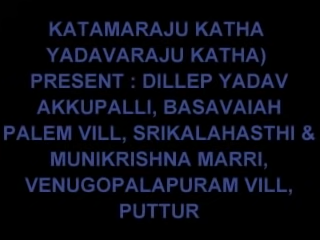 KATAMARAJU KATHA
YADAVARAJU KATHA)
PRESENT : DILLEP YADAV
AKKUPALLI, BASAVAIAH
PALEM VILL, SRIKALAHASTHI &
MUNIKRISHNA MARRI,
VENUGOPALAPURAM VILL,
PUTTUR